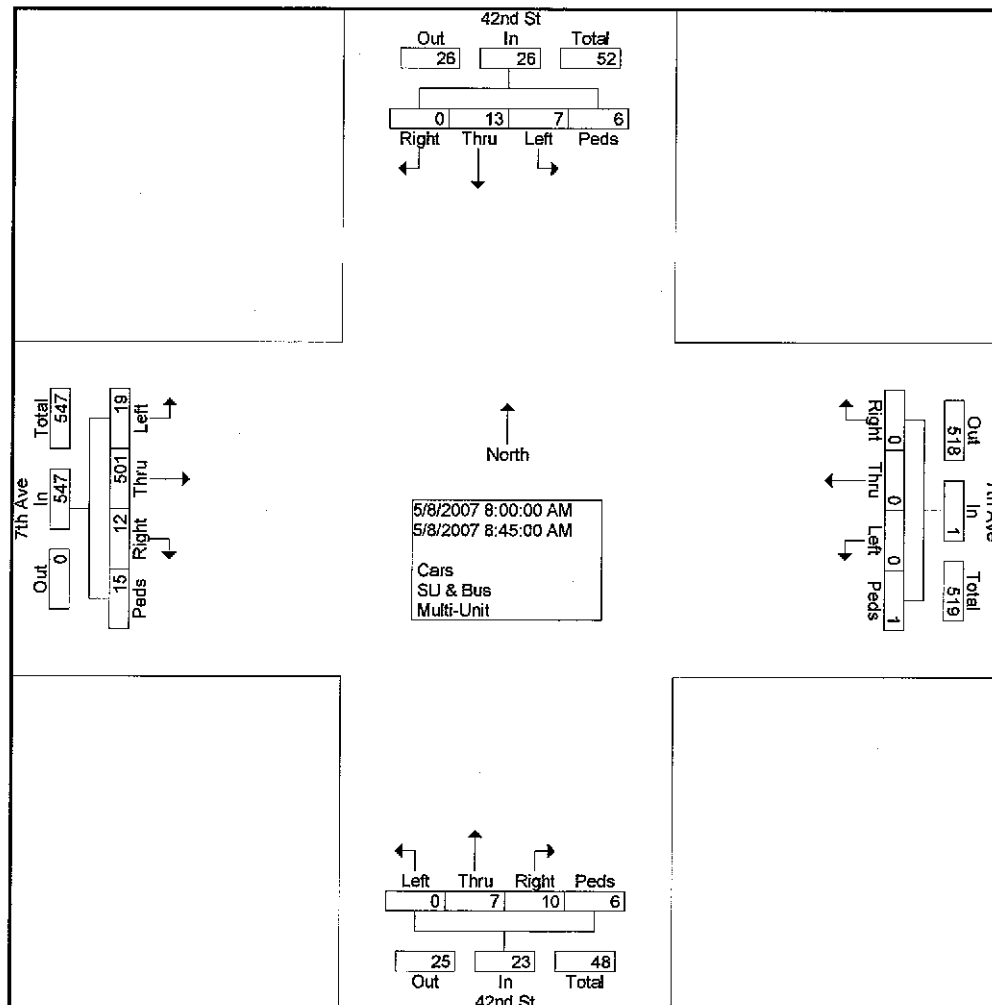 42nd St
Out In Total
26 26 52
0 13 7 6
Right Thru Left Peds
7th Ave
Total In Out
547 547 0
19 501 12 15
Left Thru Right Peds
North
5/8/2007 8:00:00 AM
5/8/2007 8:45:00 AM
Cars
SU & Bus
Multi-Unit
Right Thru Left Peds
0 0 0 1
Out In Total
518 1 519
Ave
Left Thru Right Peds
0 7 10 6
25 23 48
Out In Total
42nd St